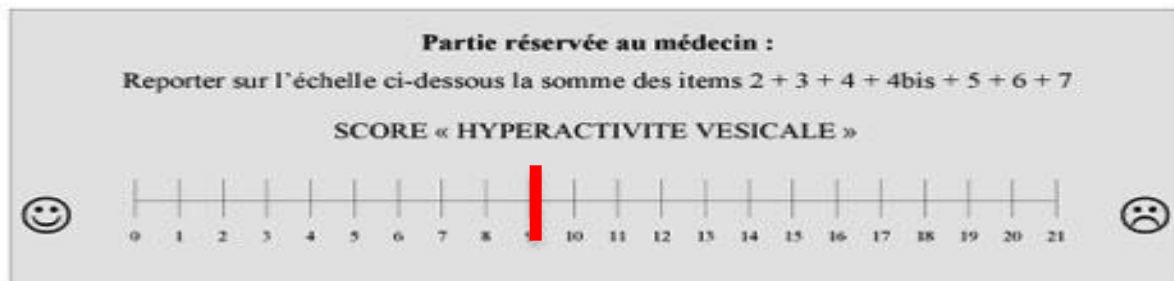 Partie réservée au médecin :
Reporter sur l'échelle ci-dessous la somme des items 2 + 3 + 4 + 4bis + 5 + 6 + 7
SCORE « HYPERACTIVITE VESICALE »
0 1 2 3 4 5 6 7 8 10 11 12 13 14 15 16 17 18 19 20 21